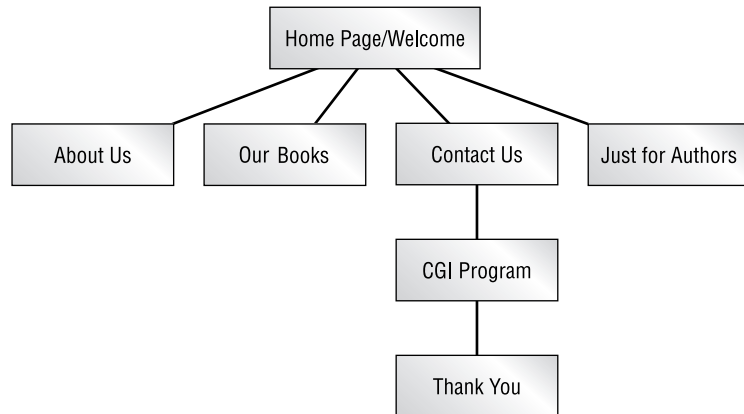 Home Page/Welcome
About Us
Our Books
Contact Us
Just for Authors
CGI Program
Thank You